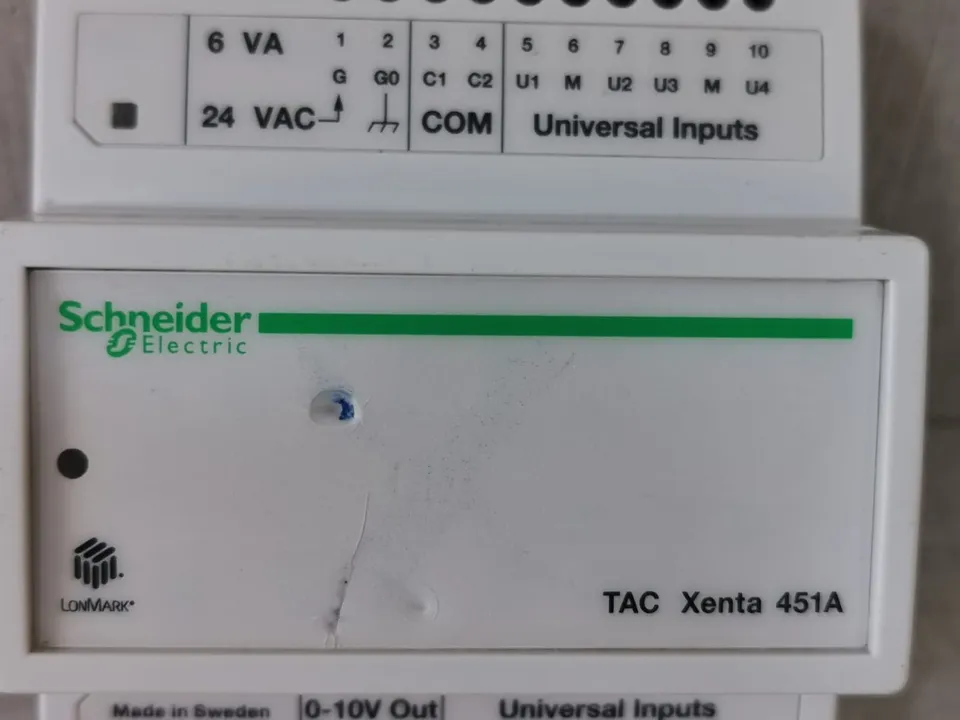 6 VA 1 2 3 4 5 6 7 8 9 10
G G0 C1 C2 U1 M U2 U3 M U4
24 VAC COM Universal Inputs
Schneider
Electric
LONMARK®
TAC Xenta 451A
Made in Sweden 0-10V Out Universal Inputs